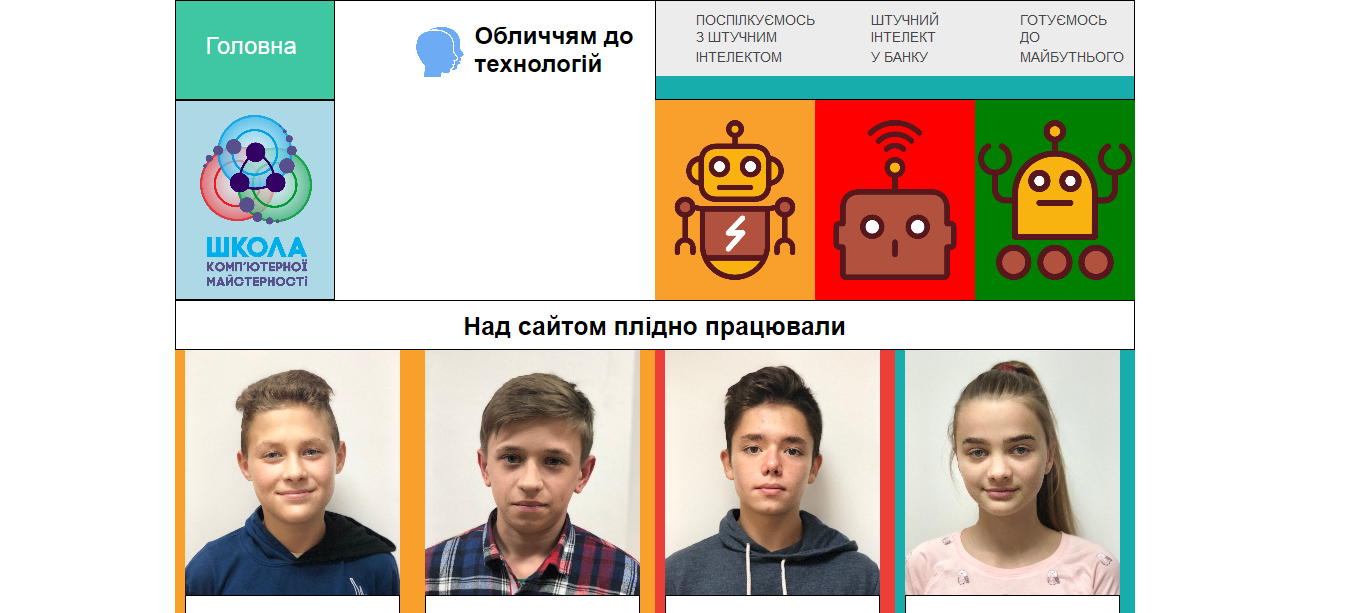 Головна
Обличчям до
технологій
ПОСПІЛКУЄМОСЬ
З ШТУЧНИМ
ІНТЕЛЕКТОМ
ШТУЧНИЙ
ІНТЕЛЕКТ
У БАНКУ
ГОТУЄМОСЬ
ДО
МАЙБУТНЬОГО
ШКОЛА
КОМП'ЮТЕРНОЇ
МАЙСТЕРНОСТІ
Над сайтом плідно працювали